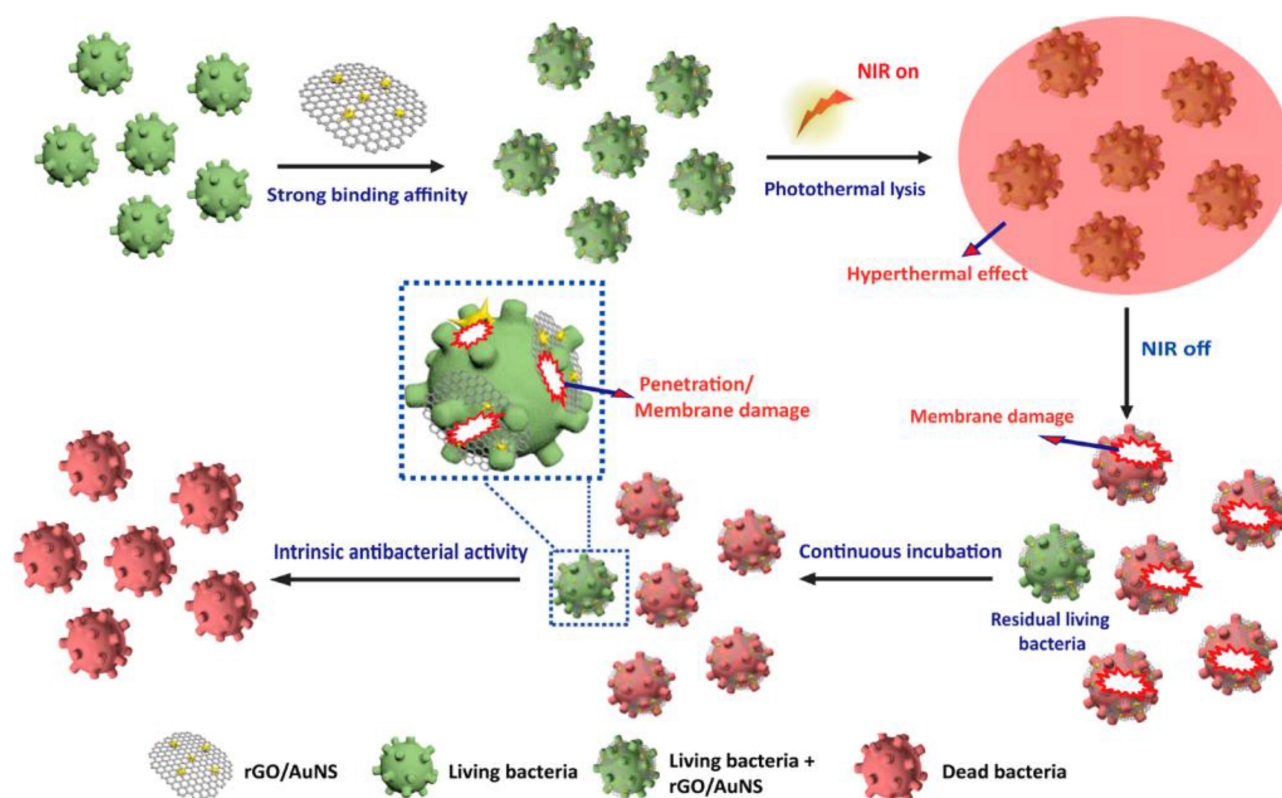 NIR on
Strong binding affinity
Photothermal lysis
Hyperthermal effect
NIR off
Penetration/
Membrane damage
Membrane damage
Intrinsic antibacterial activity
Continuous incubation
Residual living
bacteria
rGO/AuNS
Living bacteria
Living bacteria +
rGO/AuNS
Dead bacteria